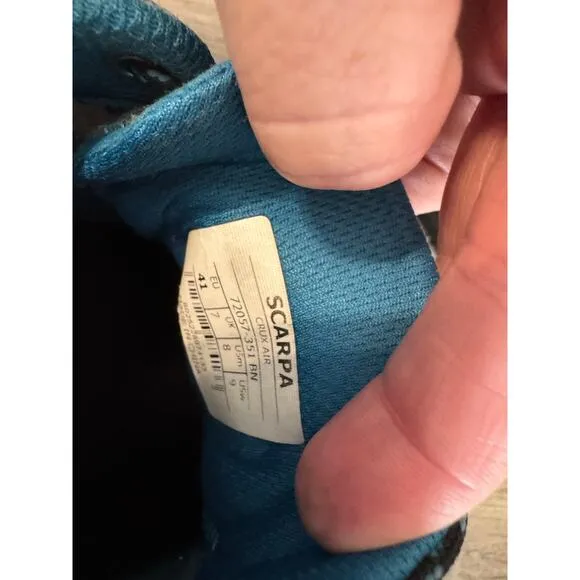 SCARPA
CRUX AIR
72057-351 BN
EU UK USm USw
41 7 8 9